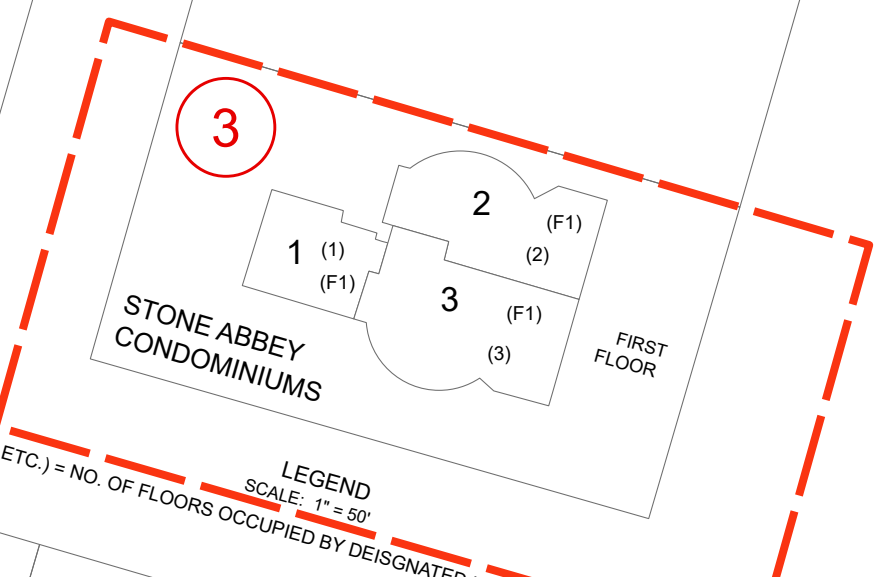 3
2
(F1)
(2)
1
(1)
(F1)
3
(F1)
(3)
STONE ABBEY
CONDOMINIUMS
FIRST
FLOOR
LEGEND
SCALE: 1" = 50'
ETC.) = NO. OF FLOORS OCCUPIED BY DEISGNATED